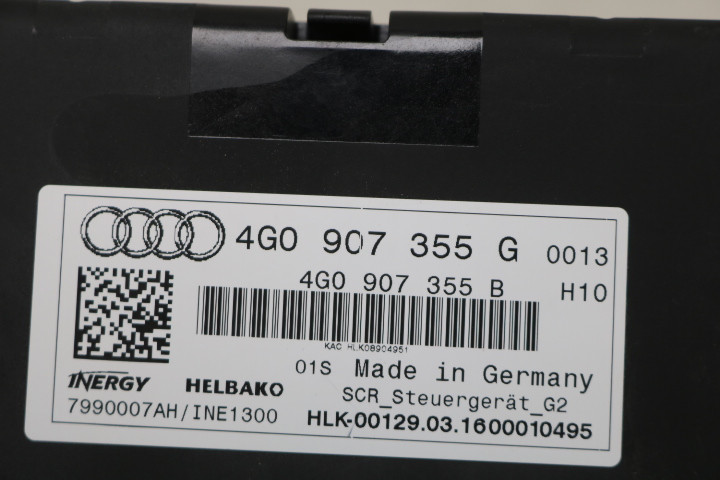 4G0 907 355 G 0013
4G0 907 355 B H10
KAC HLK08904951
01S Made in Germany
INERGY HELBAKO SCR_Steuergerät_G2
7990007AH/INE1300 HLK-00129.03.1600010495